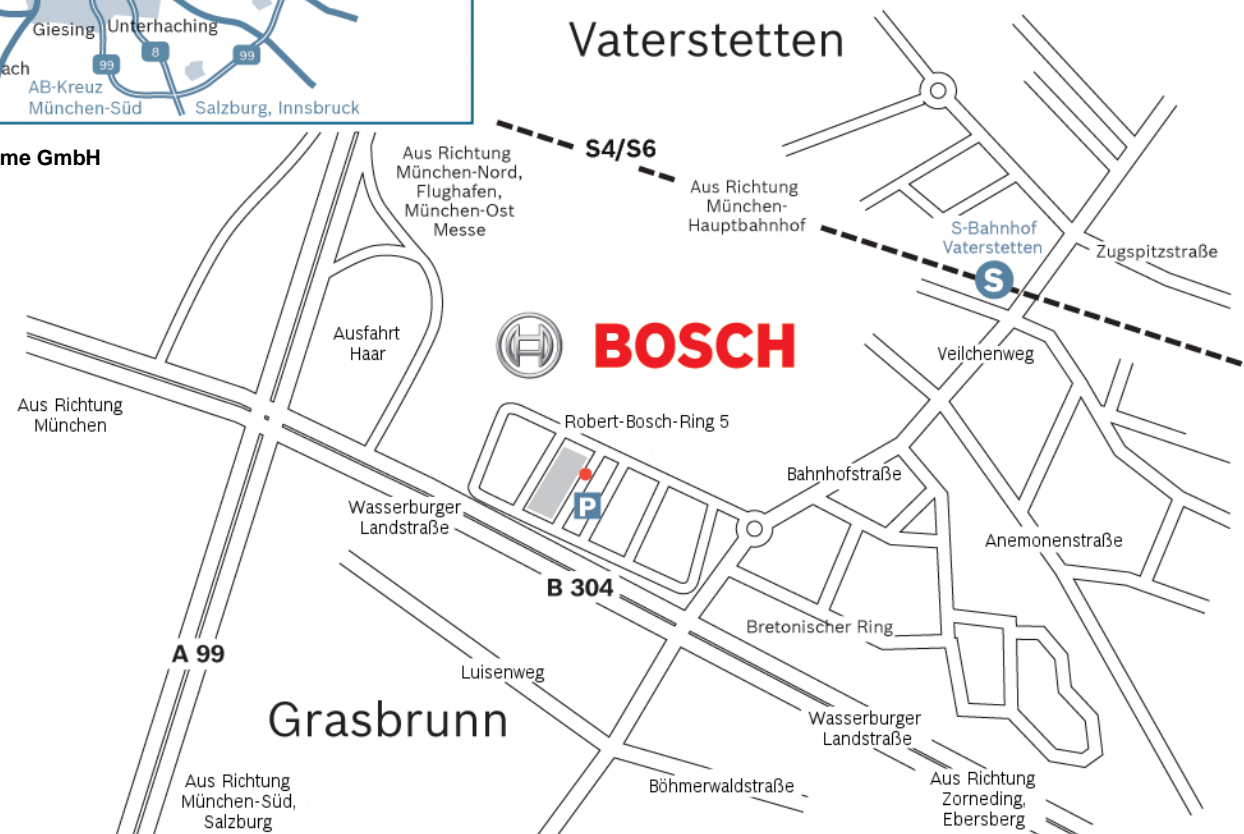 Giesing
Unterhaching
8
99
99
ach
AB-Kreuz
München-Süd
Salzburg, Innsbruck
me GmbH
Vaterstetten
S4/S6
Aus Richtung
München-Nord,
Flughafen,
München-Ost
Messe
Aus Richtung
München-
Hauptbahnhof
S-Bahnhof
Vaterstetten
S
Zugspitzstraße
Ausfahrt
Haar
BOSCH
Veilchenweg
Aus Richtung
München
Robert-Bosch-Ring 5
Bahnhofstraße
P
Wasserburger
Landstraße
Anemonenstraße
B 304
Bretonischer Ring
A 99
Luisenweg
Grasbrunn
Wasserburger
Landstraße
Aus Richtung
München-Süd,
Salzburg
Böhmerwaldstraße
Aus Richtung
Zorneding,
Ebersberg